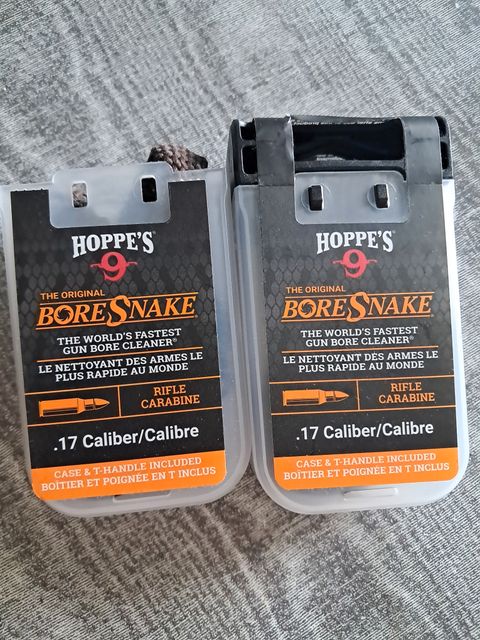 HOPPE'S
9
THE ORIGINAL
BORESNAKE
THE WORLD'S FASTEST
GUN BORE CLEANER®
LE NETTOYANT DES ARMES LE
PLUS RAPIDE AU MONDE
RIFLE
CARABINE
.17 Caliber/Calibre
CASE & T-HANDLE INCLUDED
BOÎTIER ET POIGNÉE EN T INCLUS
HOPPE'S
9
THE ORIGINAL
BORESNAKE
THE WORLD'S FASTEST
GUN BORE CLEANER®
LE NETTOYANT DES ARMES LE
PLUS RAPIDE AU MONDE
RIFLE
CARABINE
.17 Caliber/Calibre
CASE & T-HANDLE INCLUDED
BOÎTIER ET POIGNÉE EN T INCLUS